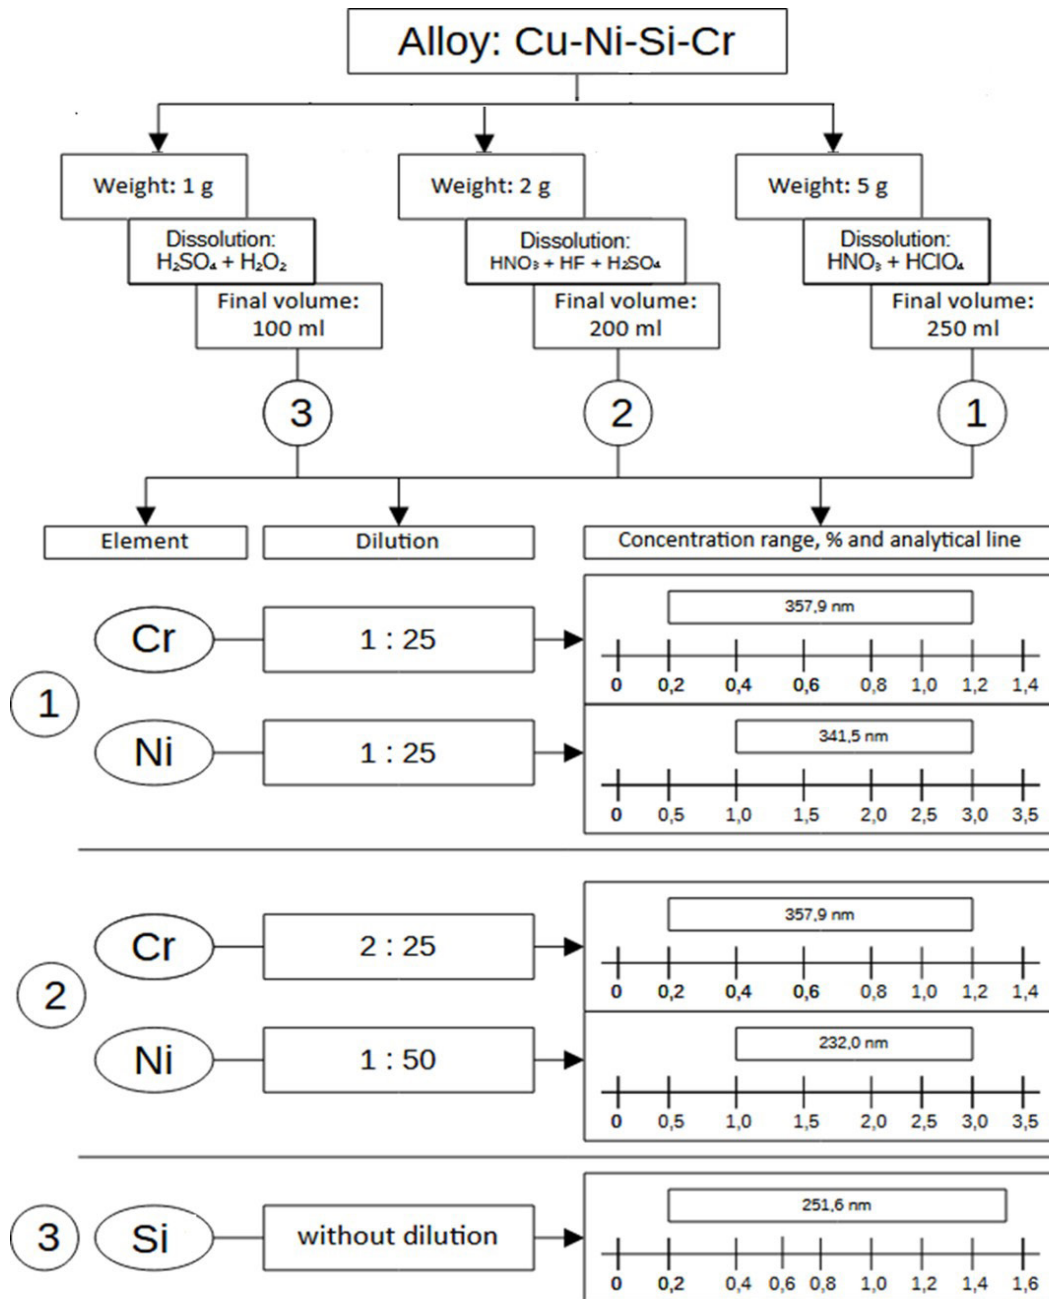 Alloy: Cu-Ni-Si-Cr
Weight: 1 g
Weight: 2 g
Weight: 5 g
Dissolution:
H₂SO₄ + H₂O₂
Dissolution:
HNO₃ + HF + H₂SO₄
Dissolution:
HNO₃ + HClO₄
Final volume:
100 ml
Final volume:
200 ml
Final volume:
250 ml
3
2
1
Element
Dilution
Concentration range, % and analytical line
1
Cr
1 : 25
357,9 nm
0 0,2 0,4 0,6 0,8 1,0 1,2 1,4
Ni
1 : 25
341,5 nm
0 0,5 1,0 1,5 2,0 2,5 3,0 3,5
2
Cr
2 : 25
357,9 nm
0 0,2 0,4 0,6 0,8 1,0 1,2 1,4
Ni
1 : 50
232,0 nm
0 0,5 1,0 1,5 2,0 2,5 3,0 3,5
3
Si
without dilution
251,6 nm
0 0,2 0,4 0,6 0,8 1,0 1,2 1,4 1,6